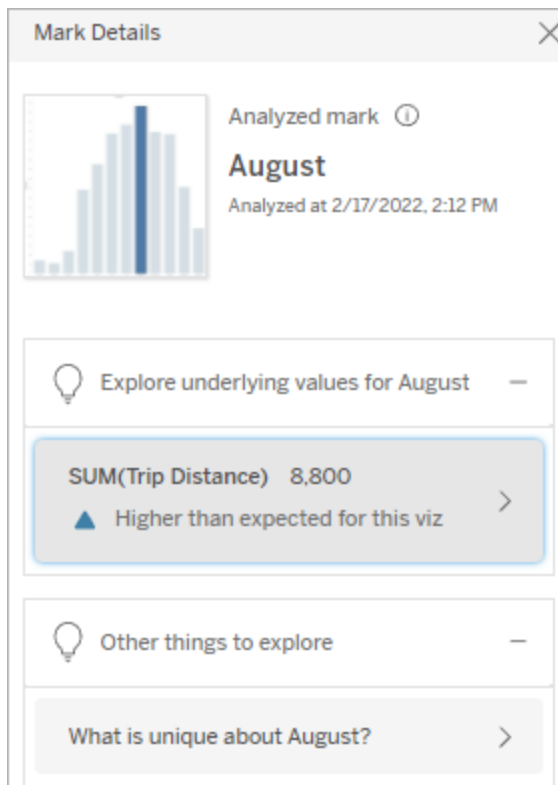 Mark Details
Analyzed mark
August
Analyzed at 2/17/2022, 2:12 PM
Explore underlying values for August
SUM(Trip Distance) 8,800
Higher than expected for this viz
Other things to explore
What is unique about August?